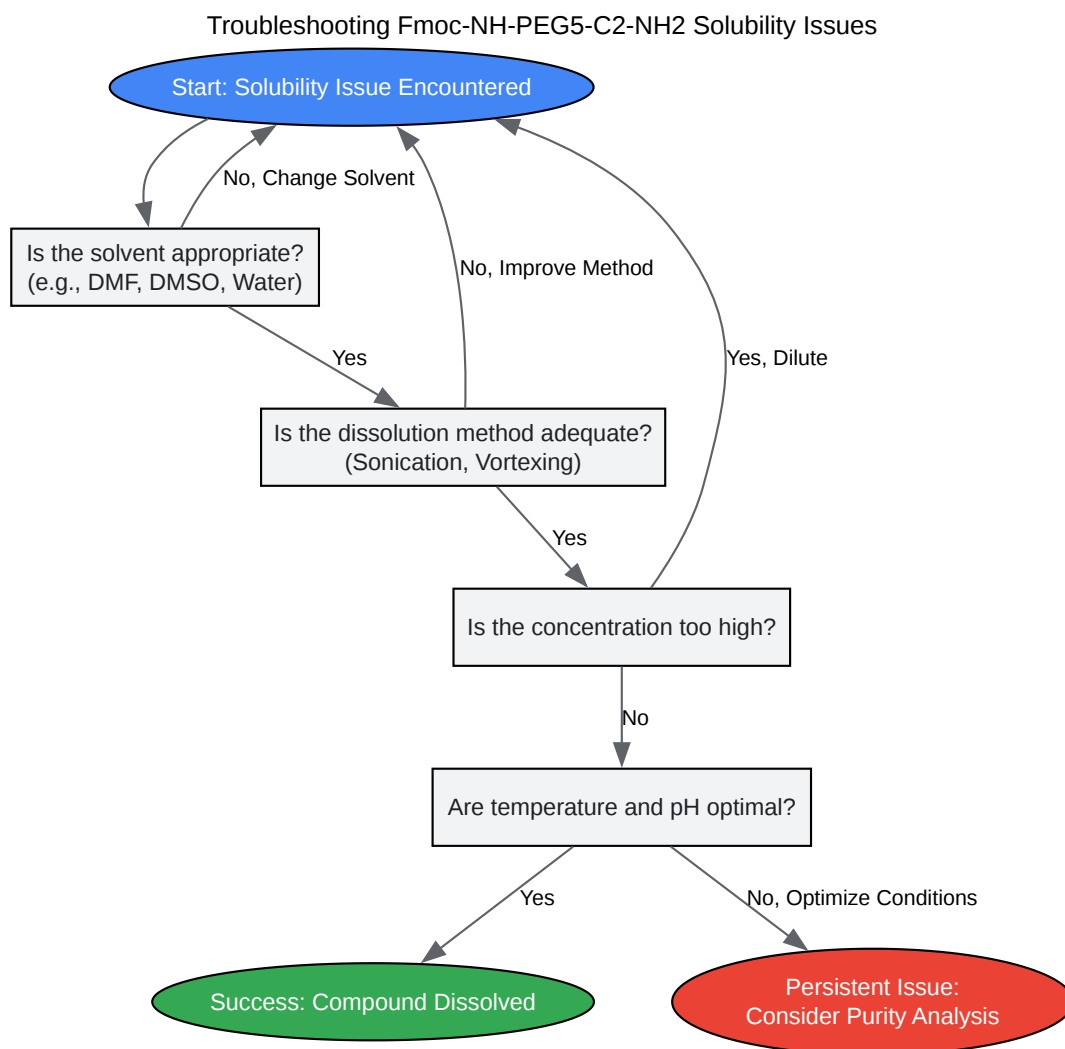 Troubleshooting Fmoc-NH-PEG5-C2-NH2 Solubility Issues
Start: Solubility Issue Encountered
No, Change Solvent
Is the solvent appropriate?
(e.g., DMF, DMSO, Water)
No, Improve Method
Yes
Yes, Dilute
Is the dissolution method adequate?
(Sonication, Vortexing)
Yes
Is the concentration too high?
No
Are temperature and pH optimal?
Yes
No, Optimize Conditions
Success: Compound Dissolved
Persistent Issue:
Consider Purity Analysis